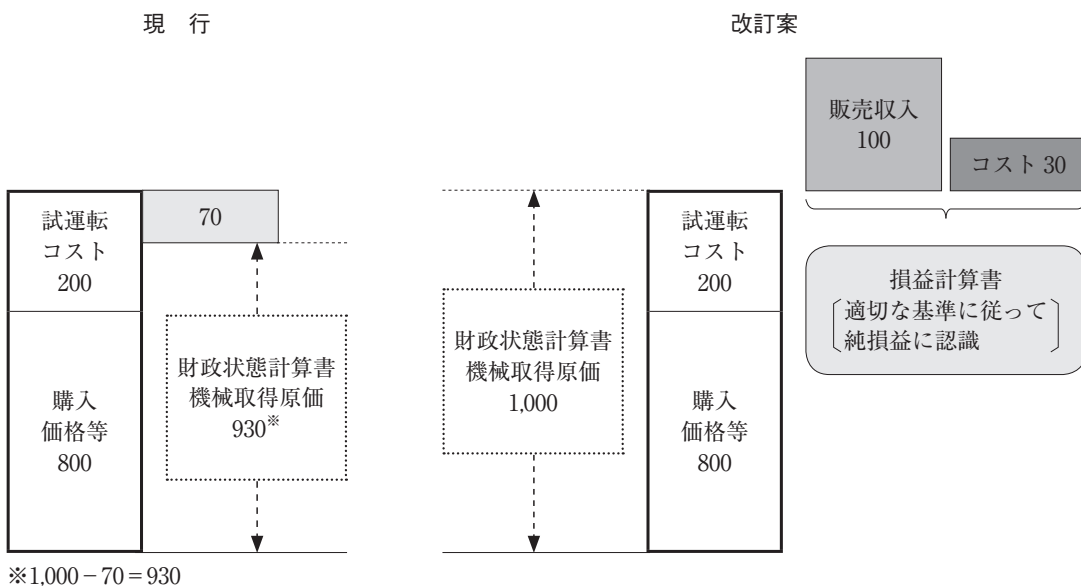 現 行
試運転
コスト
200
70
購入
価格等
800
財政状態計算書
機械取得原価
930※
※1,000－70＝930
改訂案
販売収入
100
コスト 30
財政状態計算書
機械取得原価
1,000
試運転
コスト
200
購入
価格等
800
損益計算書
適切な基準に従って
純損益に認識